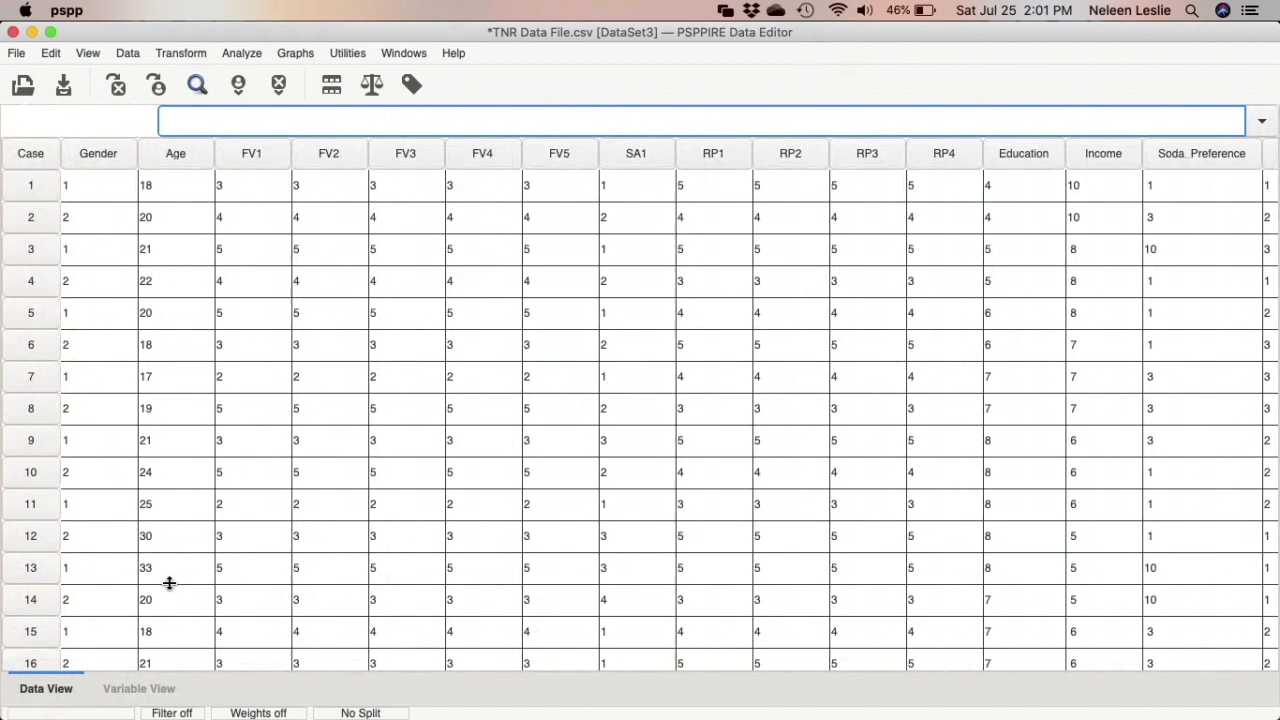 pspp 46% Sat Jul 25 2:01 PM Neleen Leslie
*TNR Data File.csv [DataSet3] — PSPPIRE Data Editor
File Edit View Data Transform Analyze Graphs Utilities Windows Help
Case Gender Age FV1 FV2 FV3 FV4 FV5 SA1 RP1 RP2 RP3 RP4 Education Income Soda_Preference
1 1 18 3 3 3 3 3 1 5 5 5 5 4 10 1 1
2 2 20 4 4 4 4 4 2 4 4 4 4 4 10 3 2
3 1 21 5 5 5 5 5 1 5 5 5 5 5 8 10 3
4 2 22 4 4 4 4 4 2 3 3 3 3 5 8 1 1
5 1 20 5 5 5 5 5 1 4 4 4 4 6 8 1 2
6 2 18 3 3 3 3 3 2 5 5 5 5 6 7 1 3
7 1 17 2 2 2 2 2 1 4 4 4 4 7 7 3 3
8 2 19 5 5 5 5 5 2 3 3 3 3 7 7 3 3
9 1 21 3 3 3 3 3 3 5 5 5 5 8 6 3 2
10 2 24 5 5 5 5 5 2 4 4 4 4 8 6 1 2
11 1 25 2 2 2 2 2 1 3 3 3 3 8 6 1 2
12 2 30 3 3 3 3 3 3 5 5 5 5 8 5 1 1
13 1 33 5 5 5 5 5 3 5 5 5 5 8 5 10 1
14 2 20 3 3 3 3 3 4 3 3 3 3 7 5 10 1
15 1 18 4 4 4 4 4 1 4 4 4 4 7 6 3 2
16 2 21 3 3 3 3 3 1 5 5 5 5 7 6 3 2
Data View Variable View
Filter off Weights off No Split